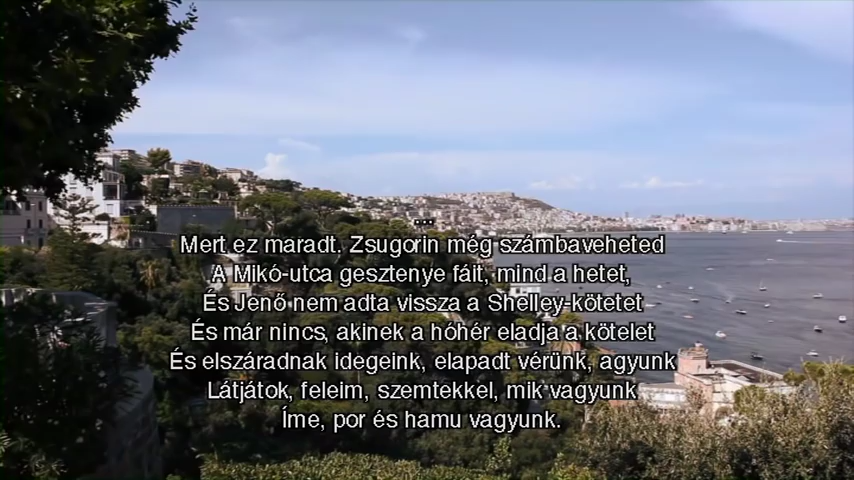 ...
Mert ez maradt. Zsugorin még számbaveheted
A Mikó-utca gesztenye fáit, mind a hetet,
És Jenő nem adta vissza a Shelley-kötetet
És már nincs, akinek a hóhér eladja a kötelet
És elszáradnak idegeink, elapadt vérünk, agyunk
Látjátok, feleim, szemtekkel, mik vagyunk
Íme, por és hamu vagyunk.